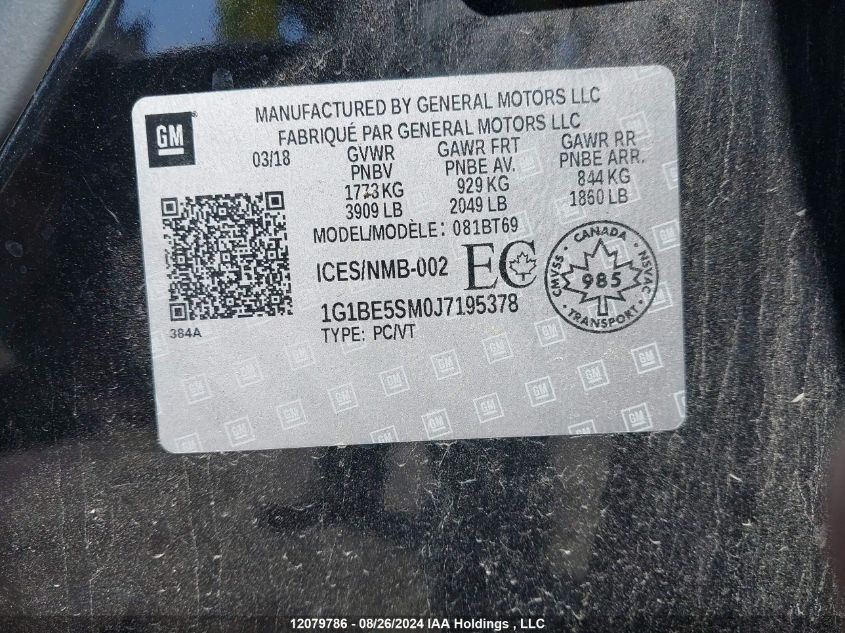 GM
MANUFACTURED BY GENERAL MOTORS LLC
FABRIQUÉ PAR GENERAL MOTORS LLC
03/18 GVWR GAWR FRT GAWR RR
PNBV PNBE AV. PNBE ARR.
1773 KG 929 KG 844 KG
3909 LB 2049 LB 1860 LB
MODEL/MODÈLE: 081BT69
ICES/NMB-002 EC
CANADA
CMVSS 985 NSVAC
TRANSPORT
1G1BE5SM0J7195378
384A
TYPE: PC/VT
12079786 - 08/26/2024 IAA Holdings , LLC